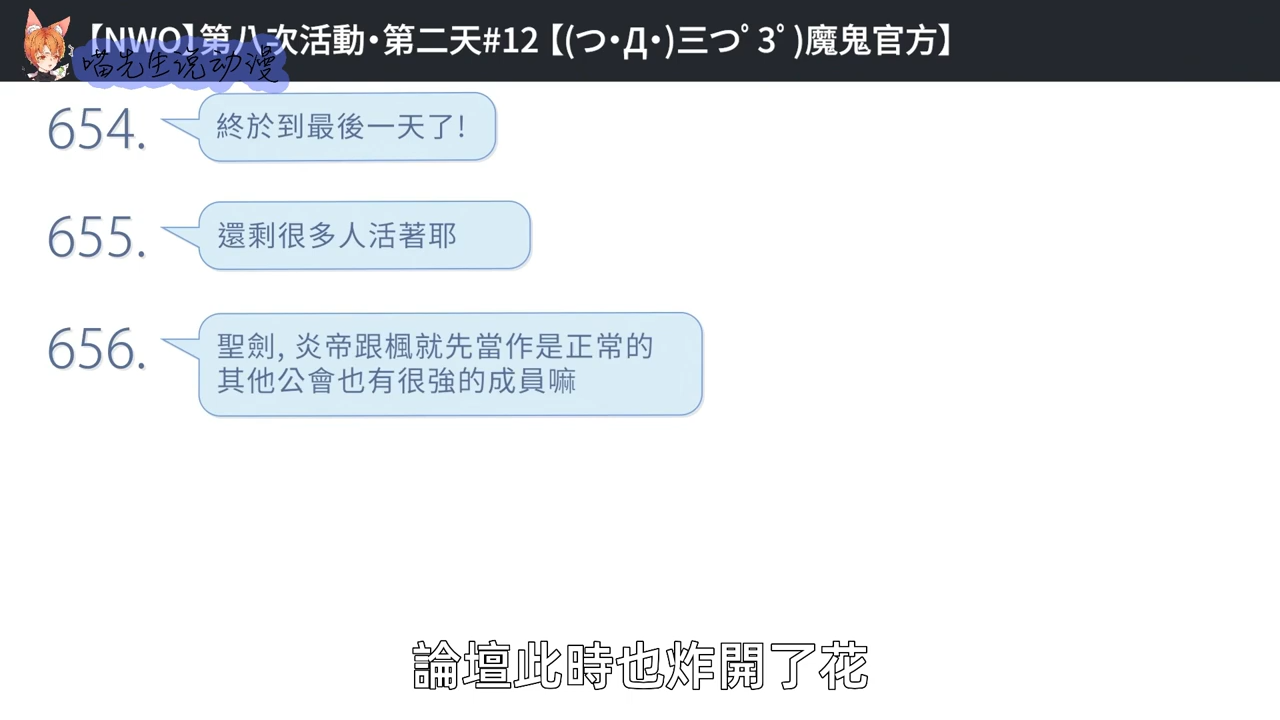 【NWO】第八次活動•第二天#12【(つ•Д•)三つﾟ3ﾟ)魔鬼官方】
喵先生说动漫
654.
終於到最後一天了!
655.
還剩很多人活著耶
656.
聖劍, 炎帝跟楓就先當作是正常的
其他公會也有很強的成員嘛
論壇此時也炸開了花